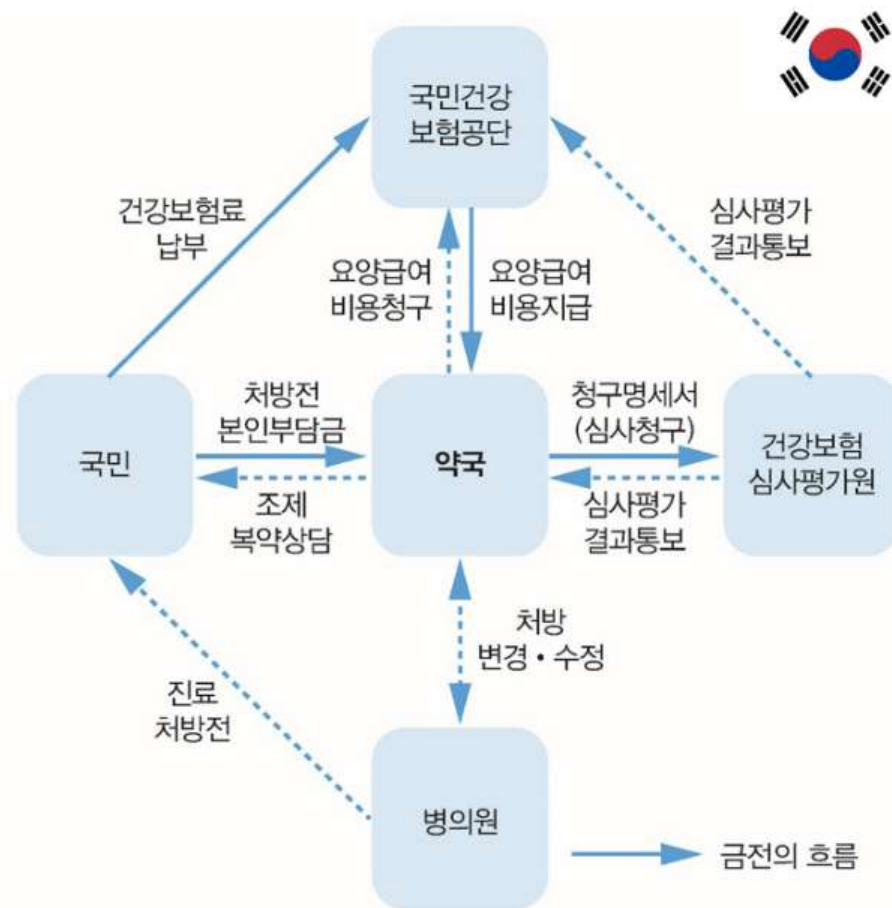 국민건강
보험공단
건강보험료
납부
심사평가
결과통보
요양급여
비용청구
요양급여
비용지급
국민
처방전
본인부담금
조제
복약상담
약국
청구명세서
(심사청구)
심사평가
결과통보
건강보험
심사평가원
처방
변경・수정
진료
처방전
병의원
금전의 흐름